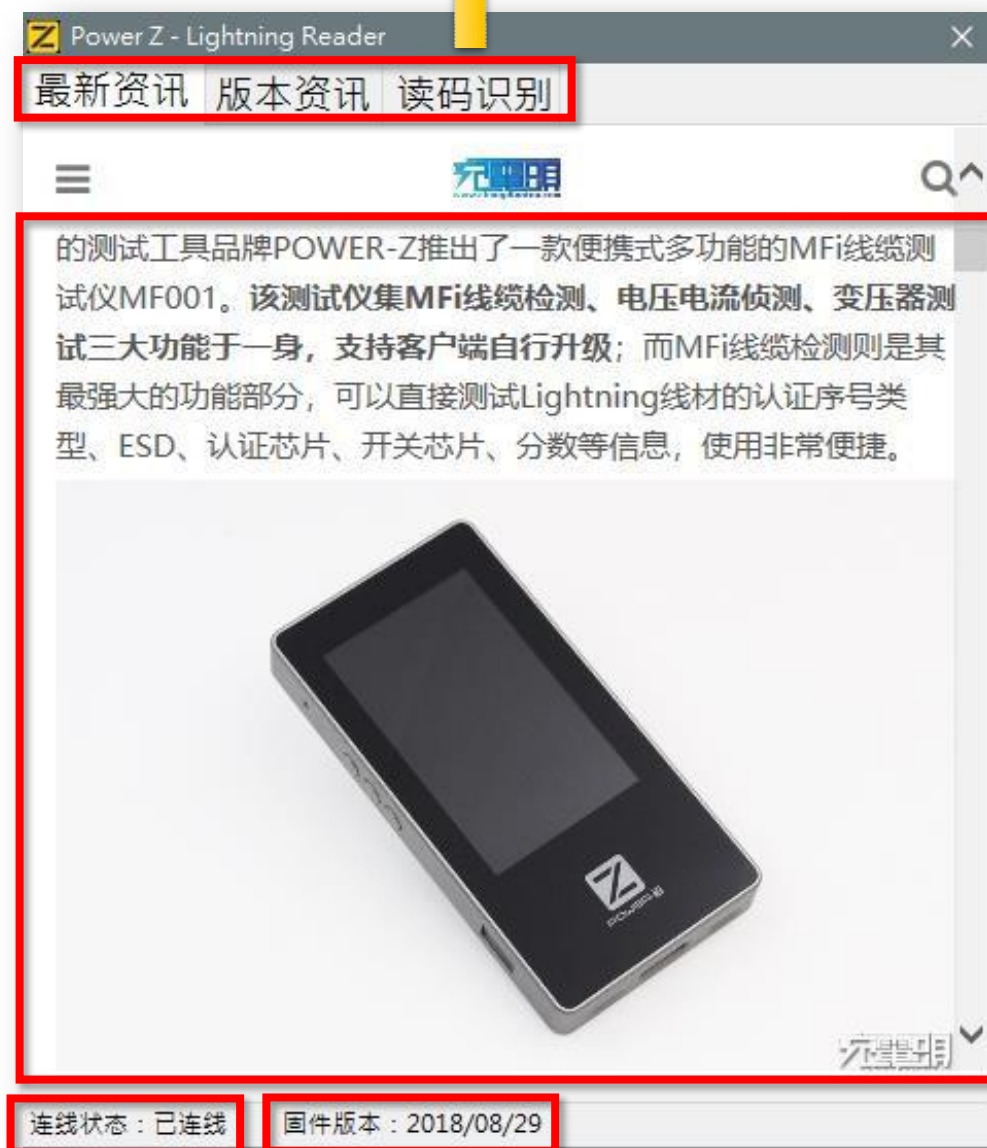 Power Z - Lightning Reader
最新资讯 版本资讯 读码识别
充电头
的测试工具品牌POWER-Z推出了一款便携式多功能的MFi线缆测
试仪MF001。该测试仪集MFi线缆检测、电压电流侦测、变压器测
试三大功能于一身，支持客户端自行升级；而MFi线缆检测则是其
最强大的功能部分，可以直接测试Lightning线材的认证序号类
型、ESD、认证芯片、开关芯片、分数等信息，使用非常便捷。
Z
POWER-Z
连线状态：已连线 固件版本：2018/08/29